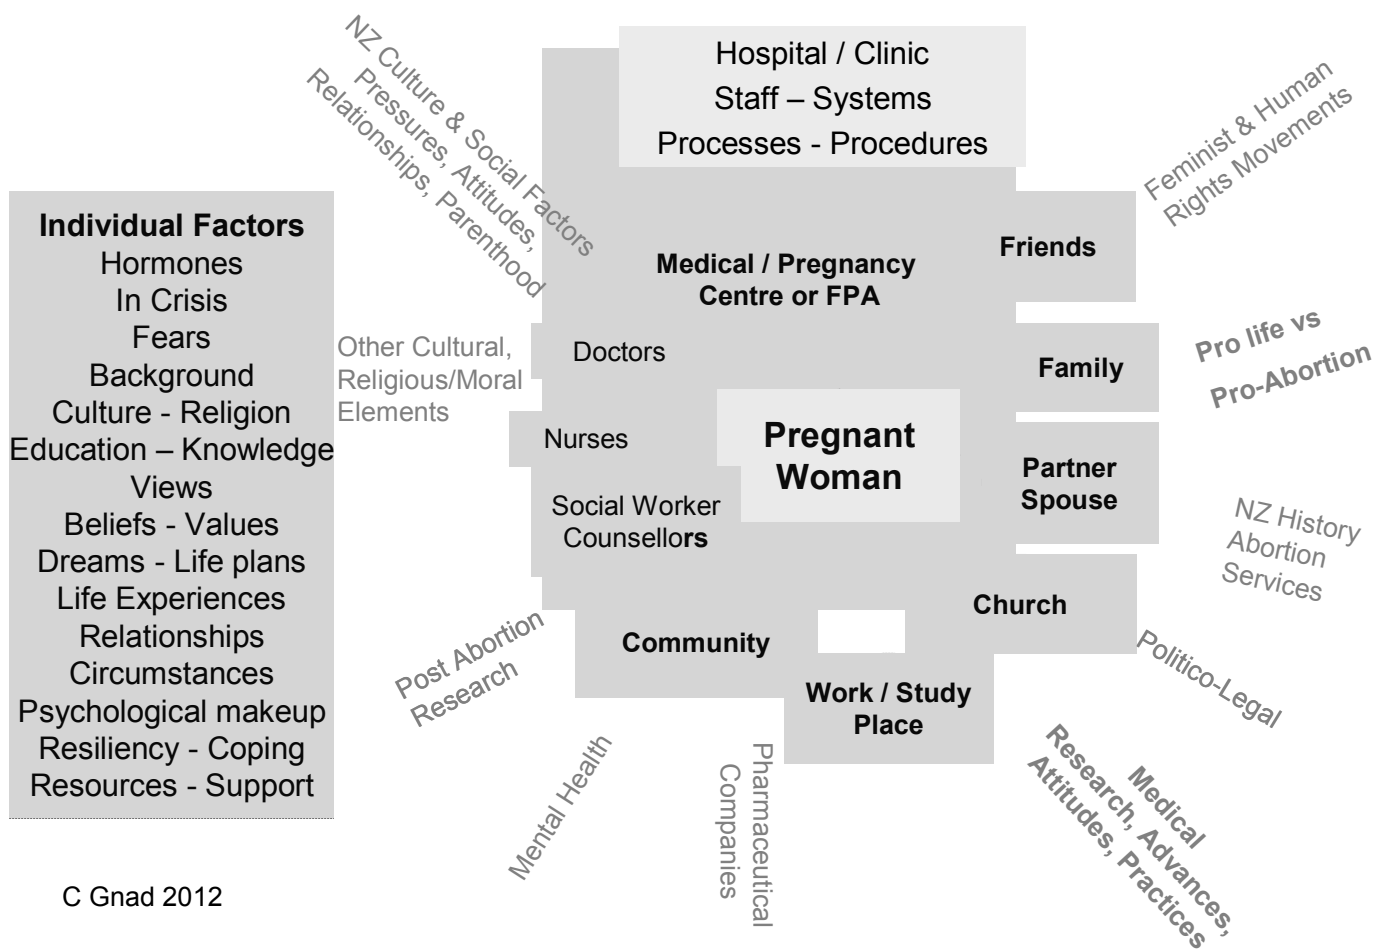 NZ Culture & Social Factors
Pressures, Attitudes,
Relationships, Parenthood
Hospital / Clinic
Staff – Systems
Processes - Procedures
Feminist & Human
Rights Movements
Individual Factors
Hormones
In Crisis
Fears
Background
Culture - Religion
Education – Knowledge
Views
Beliefs - Values
Dreams - Life plans
Life Experiences
Relationships
Circumstances
Psychological makeup
Resiliency - Coping
Resources - Support
Medical / Pregnancy
Centre or FPA
Friends
Other Cultural,
Religious/Moral
Elements
Doctors
Family
Pro life vs
Pro-Abortion
Nurses
Pregnant
Woman
Partner
Spouse
Social Worker
Counsellors
NZ History
Abortion
Services
Church
Community
Post Abortion
Research
Work / Study
Place
Politico-Legal
Mental Health
Pharmaceutical
Companies
Medical
Research, Advances,
Attitudes, Practices
C Gnad 2012